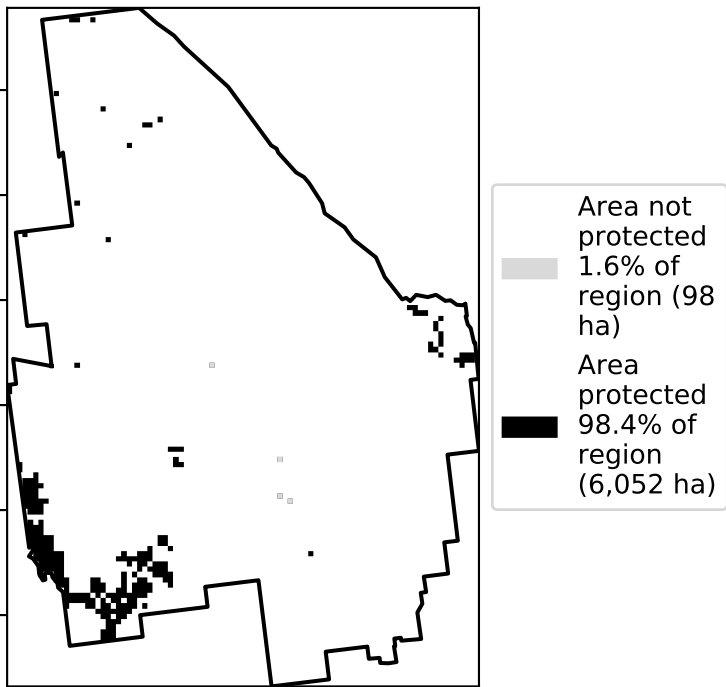 Area not
protected
1.6% of
region (98
ha)
Area
protected
98.4% of
region
(6,052 ha)